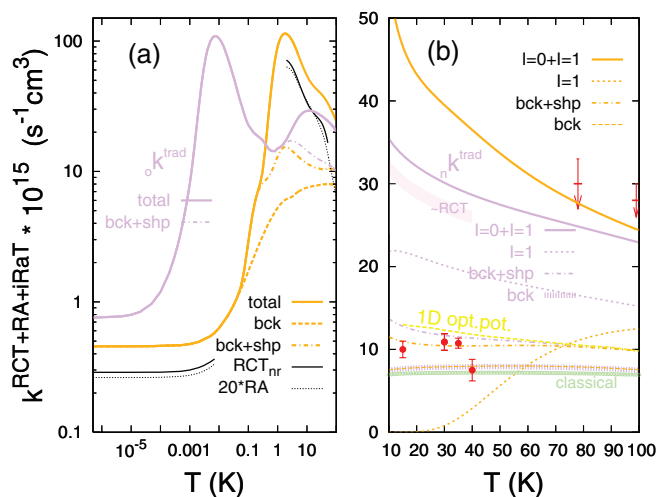 (a)
(b)
k^RCT+RA+iRaT * 10^15 (s^-1cm^3)
100
10
1
0.1
10^-5
0.001
0.1
1
10
T (K)
ₒk^trad
total
bck+shp
total
bck
bck+shp
RCT_nr
20*RA
50
40
30
20
10
0
10 20 30 40 50 60 70 80 90 100
T (K)
I=0+I=1
I=1
bck+shp
bck
ₙk^trad
~RCT
I=0+I=1
I=1
bck+shp
bck
1D opt.pot.
classical